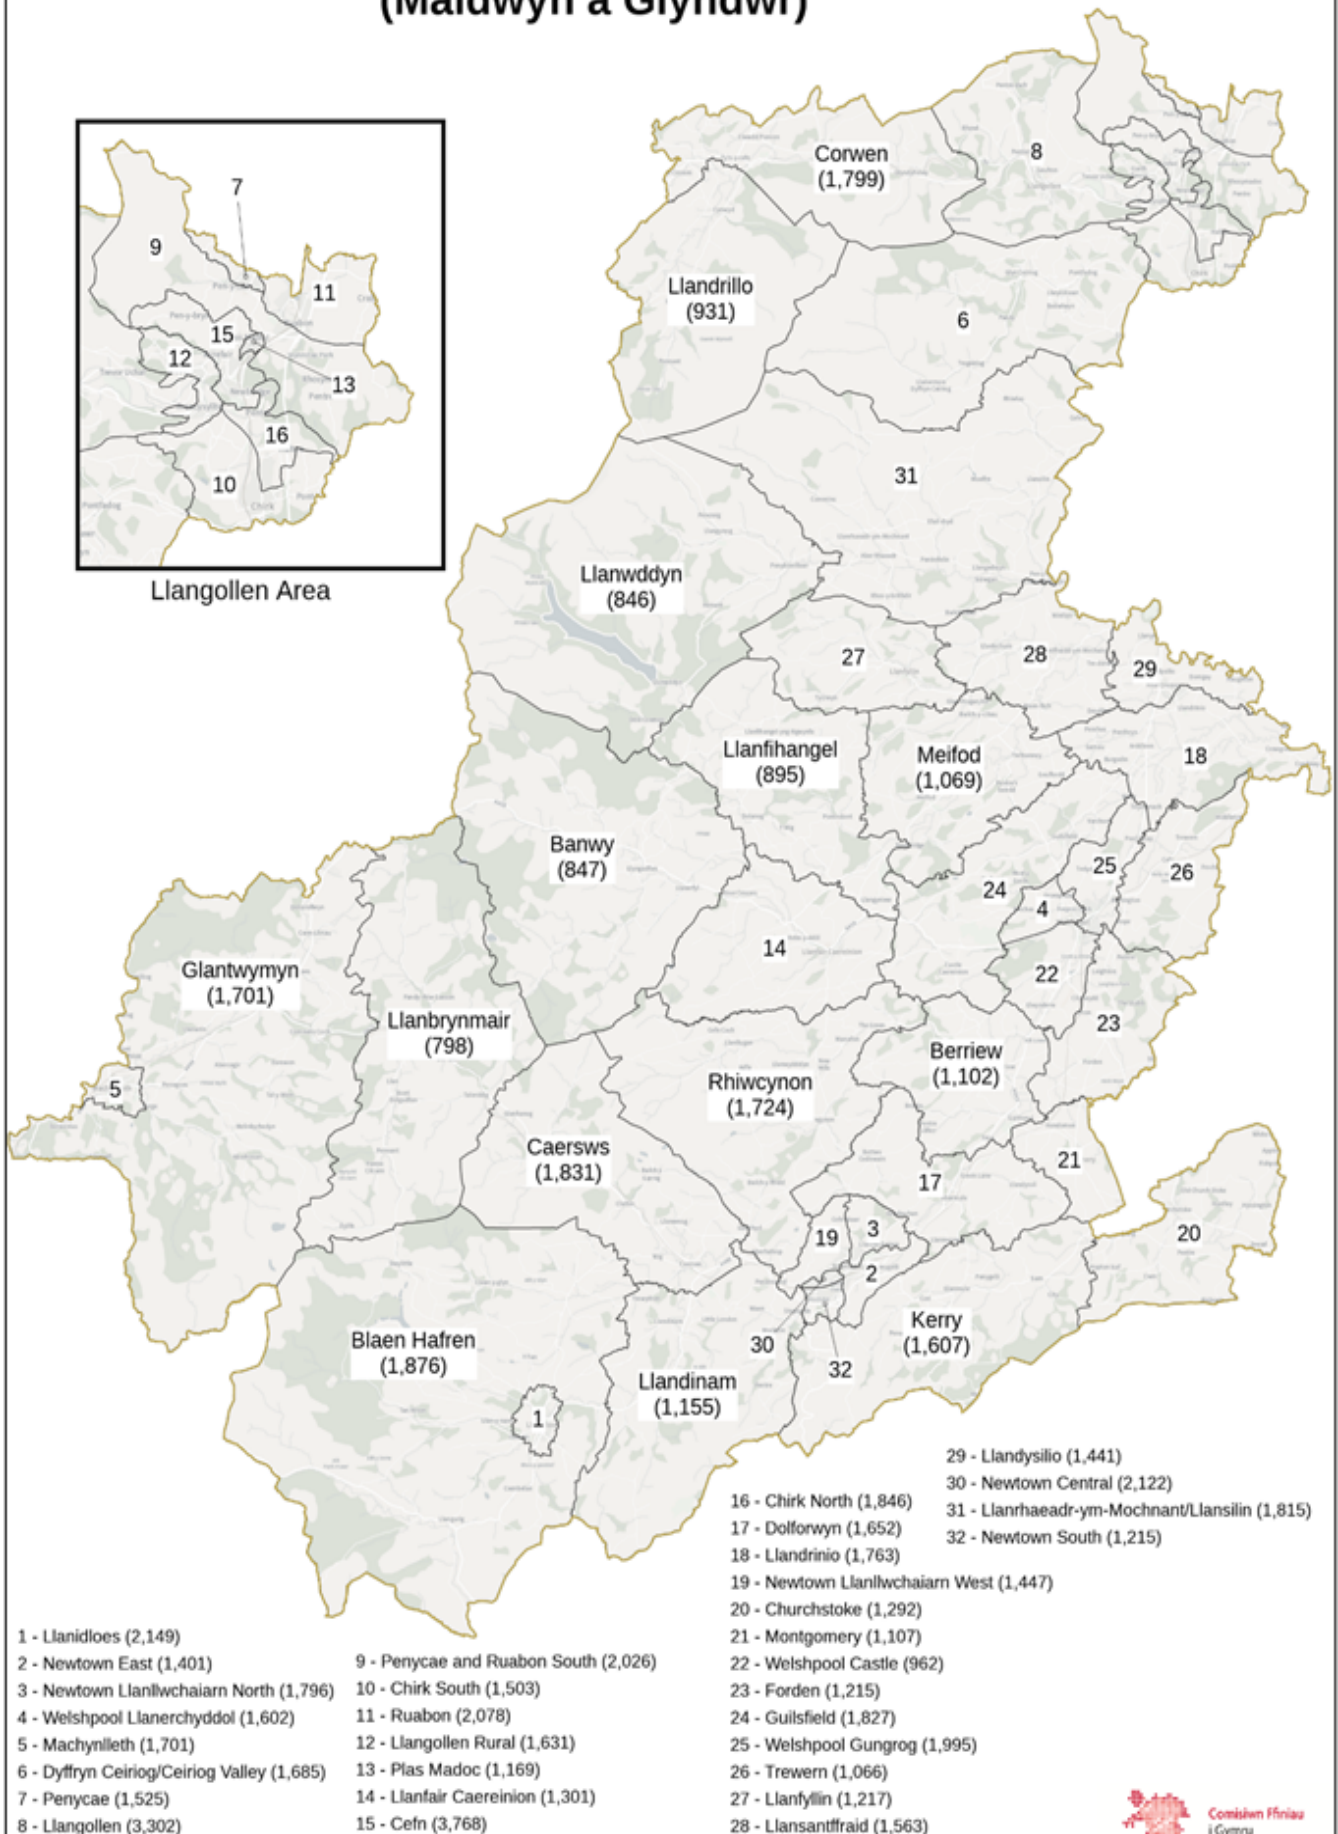 (Maldwyn a Glyndŵr)
7
9
11
15
12
13
16
10
Llangollen Area
Corwen
(1,799)
8
Llandrillo
(931)
6
31
Llanwddyn
(846)
27
28
29
Llanfihangel
(895)
Meifod
(1,069)
18
Banwy
(847)
25
26
24
4
14
22
Glantwymyn
(1,701)
Llanbrynmair
(798)
23
Berriew
(1,102)
5
Rhiwcynon
(1,724)
Caersws
(1,831)
21
17
20
19
3
2
Blaen Hafren
(1,876)
30
Kerry
(1,607)
32
Llandinam
(1,155)
1
1 - Llanidloes (2,149)
2 - Newtown East (1,401)
3 - Newtown Llanllwchaiarn North (1,796)
4 - Welshpool Llanerchyddol (1,602)
5 - Machynlleth (1,701)
6 - Dyffryn Ceiriog/Ceiriog Valley (1,685)
7 - Penycae (1,525)
8 - Llangollen (3,302)
9 - Penycae and Ruabon South (2,026)
10 - Chirk South (1,503)
11 - Ruabon (2,078)
12 - Llangollen Rural (1,631)
13 - Plas Madoc (1,169)
14 - Llanfair Caereinion (1,301)
15 - Cefn (3,768)
16 - Chirk North (1,846)
17 - Dolforwyn (1,652)
18 - Llandrinio (1,763)
19 - Newtown Llanllwchaiarn West (1,447)
20 - Churchstoke (1,292)
21 - Montgomery (1,107)
22 - Welshpool Castle (962)
23 - Forden (1,215)
24 - Guilsfield (1,827)
25 - Welshpool Gungrog (1,995)
26 - Trewern (1,066)
27 - Llanfyllin (1,217)
28 - Llansantffraid (1,563)
29 - Llandysilio (1,441)
30 - Newtown Central (2,122)
31 - Llanrhaeadr-ym-Mochnant/Llansilin (1,815)
32 - Newtown South (1,215)
Comisiwn Ffiniau
i Gymru